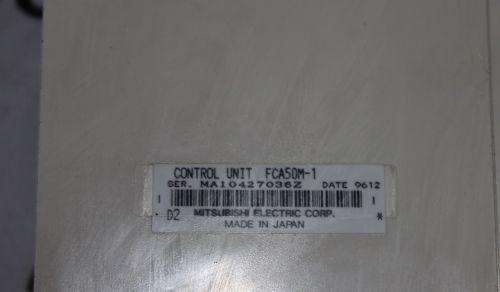 CONTROL UNIT FCA50M-1
SER. MA10427036Z DATE 9612
D2 MITSUBISHI ELECTRIC CORP. *
MADE IN JAPAN